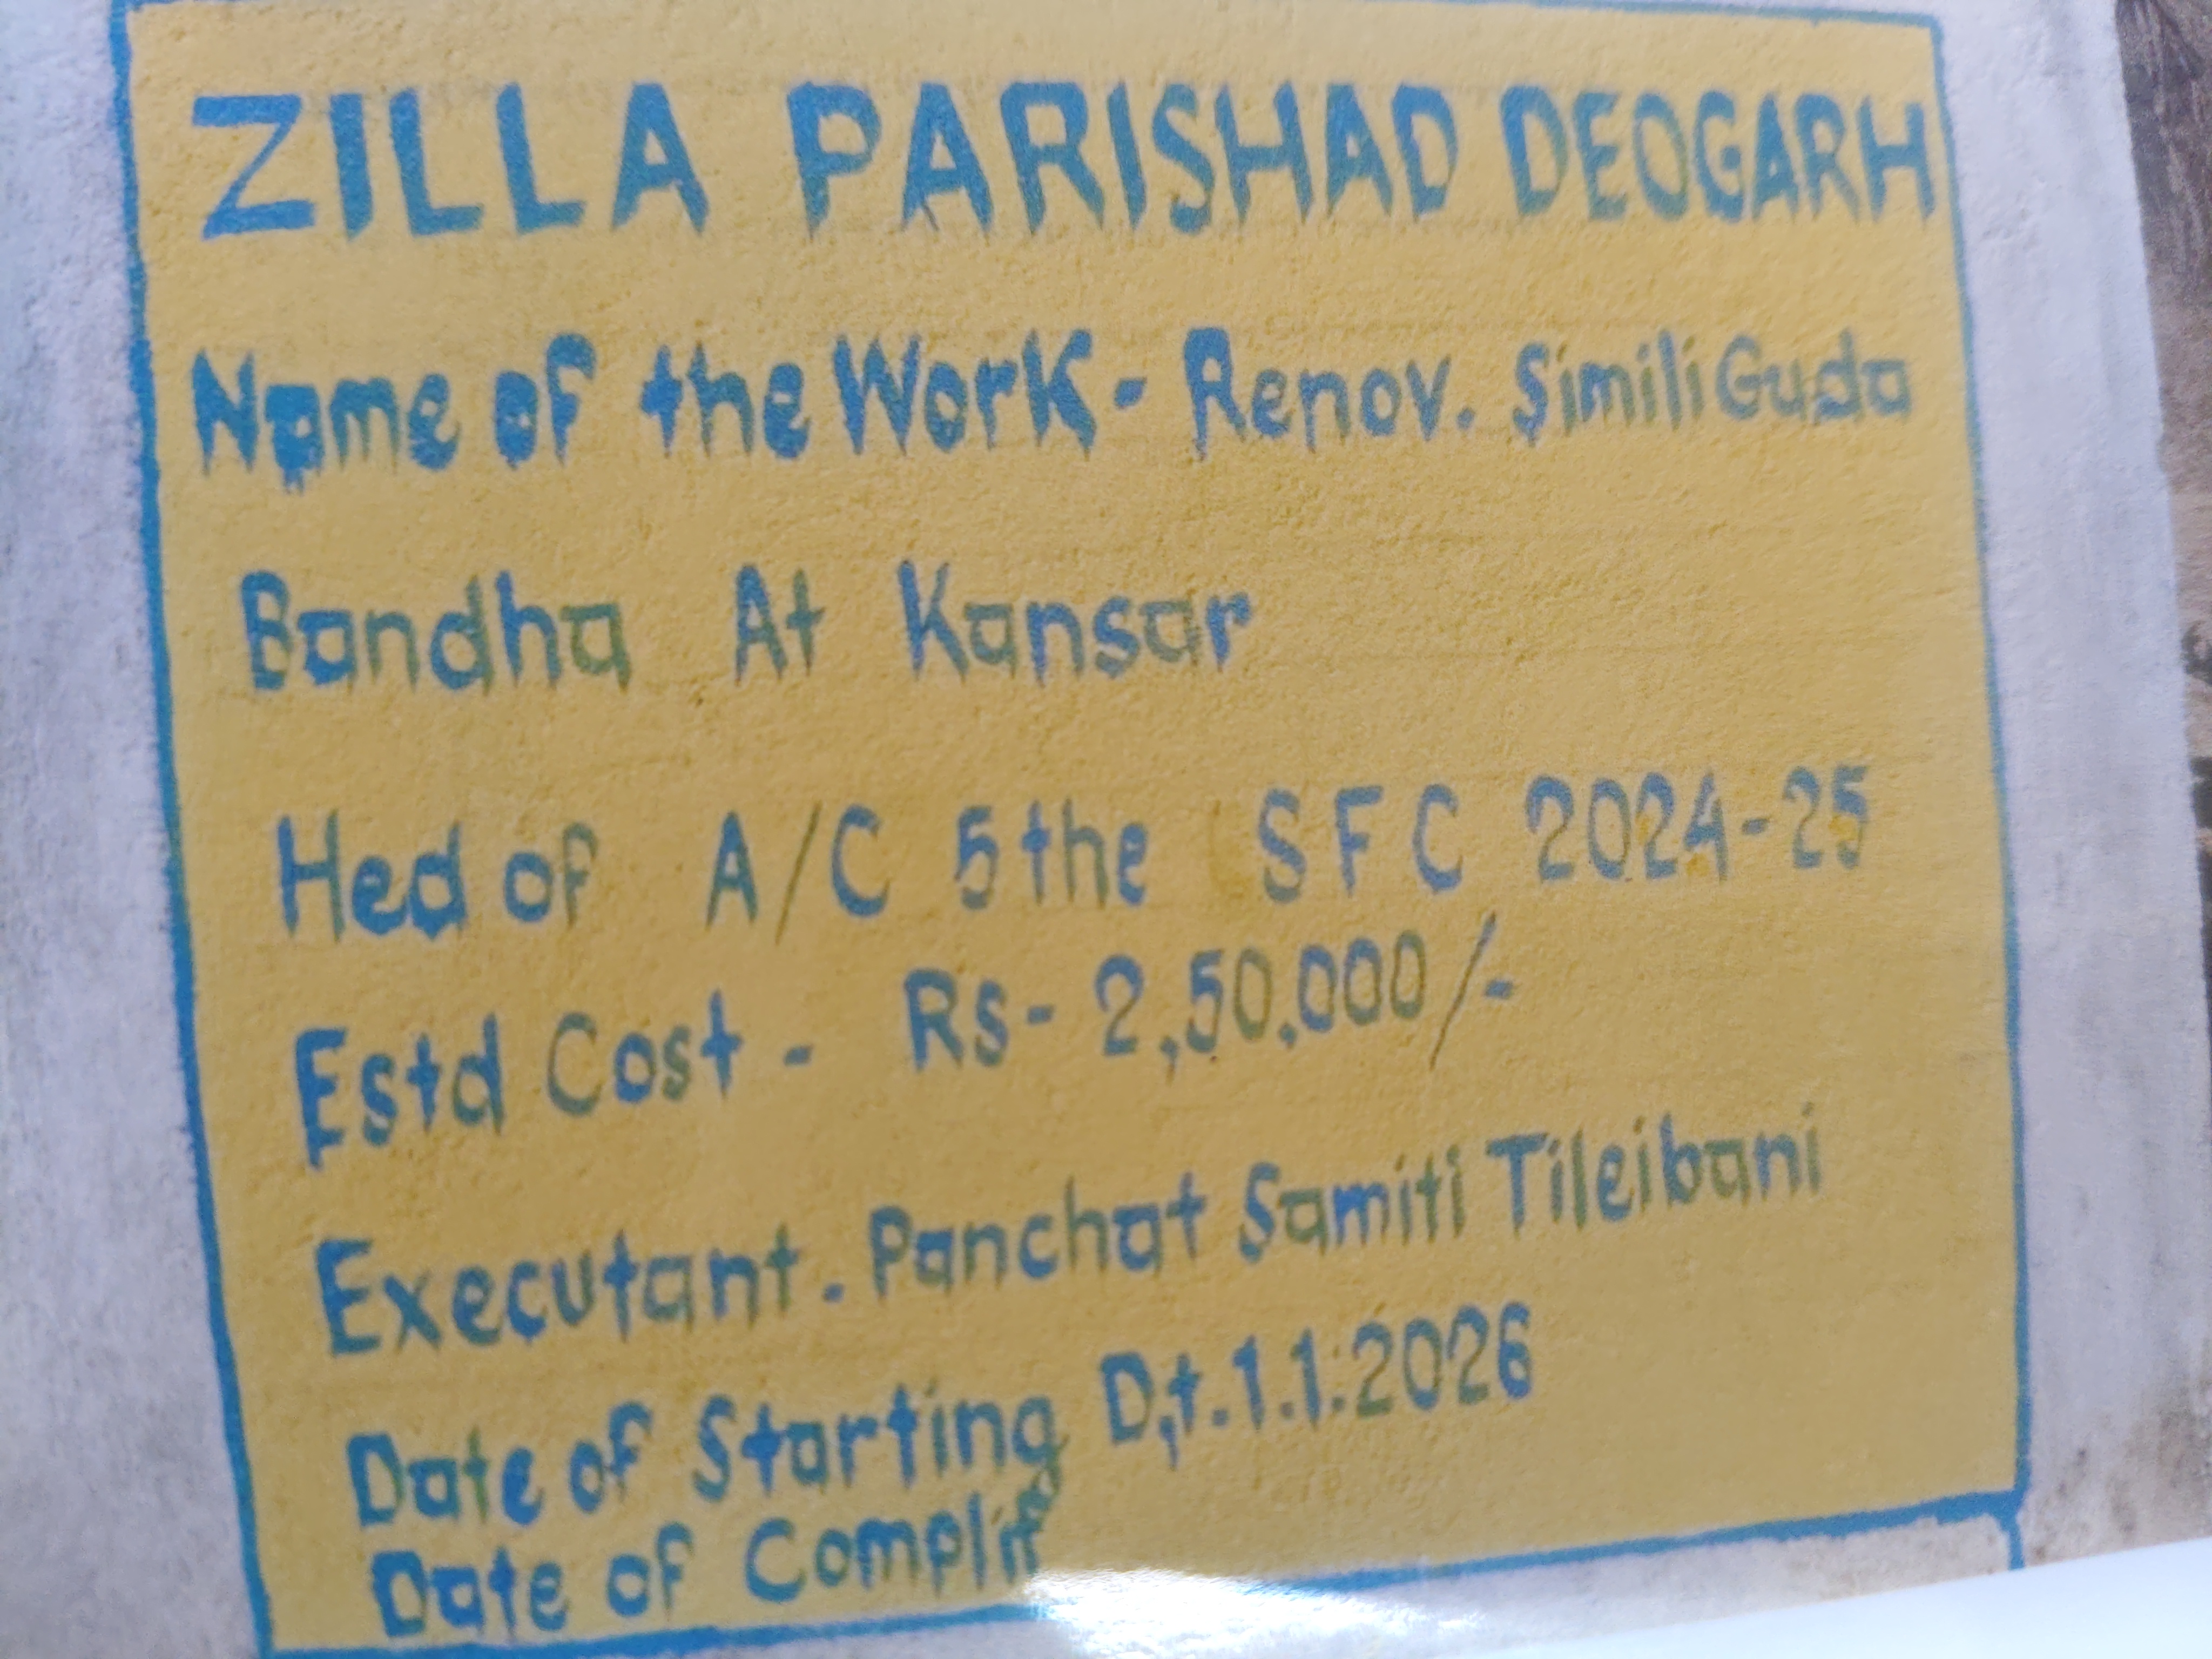 ZILLA PARISHAD DEOGARH
Name of the Work - Renov. Simili Guda
Bandha At Kansar
Hed of A/C 5the SFC 2024-25
Estd Cost - Rs - 2,50,000/-
Executant. Panchat Samiti Tileibani
Date of Starting D,t.1.1.2026
Date of Complit